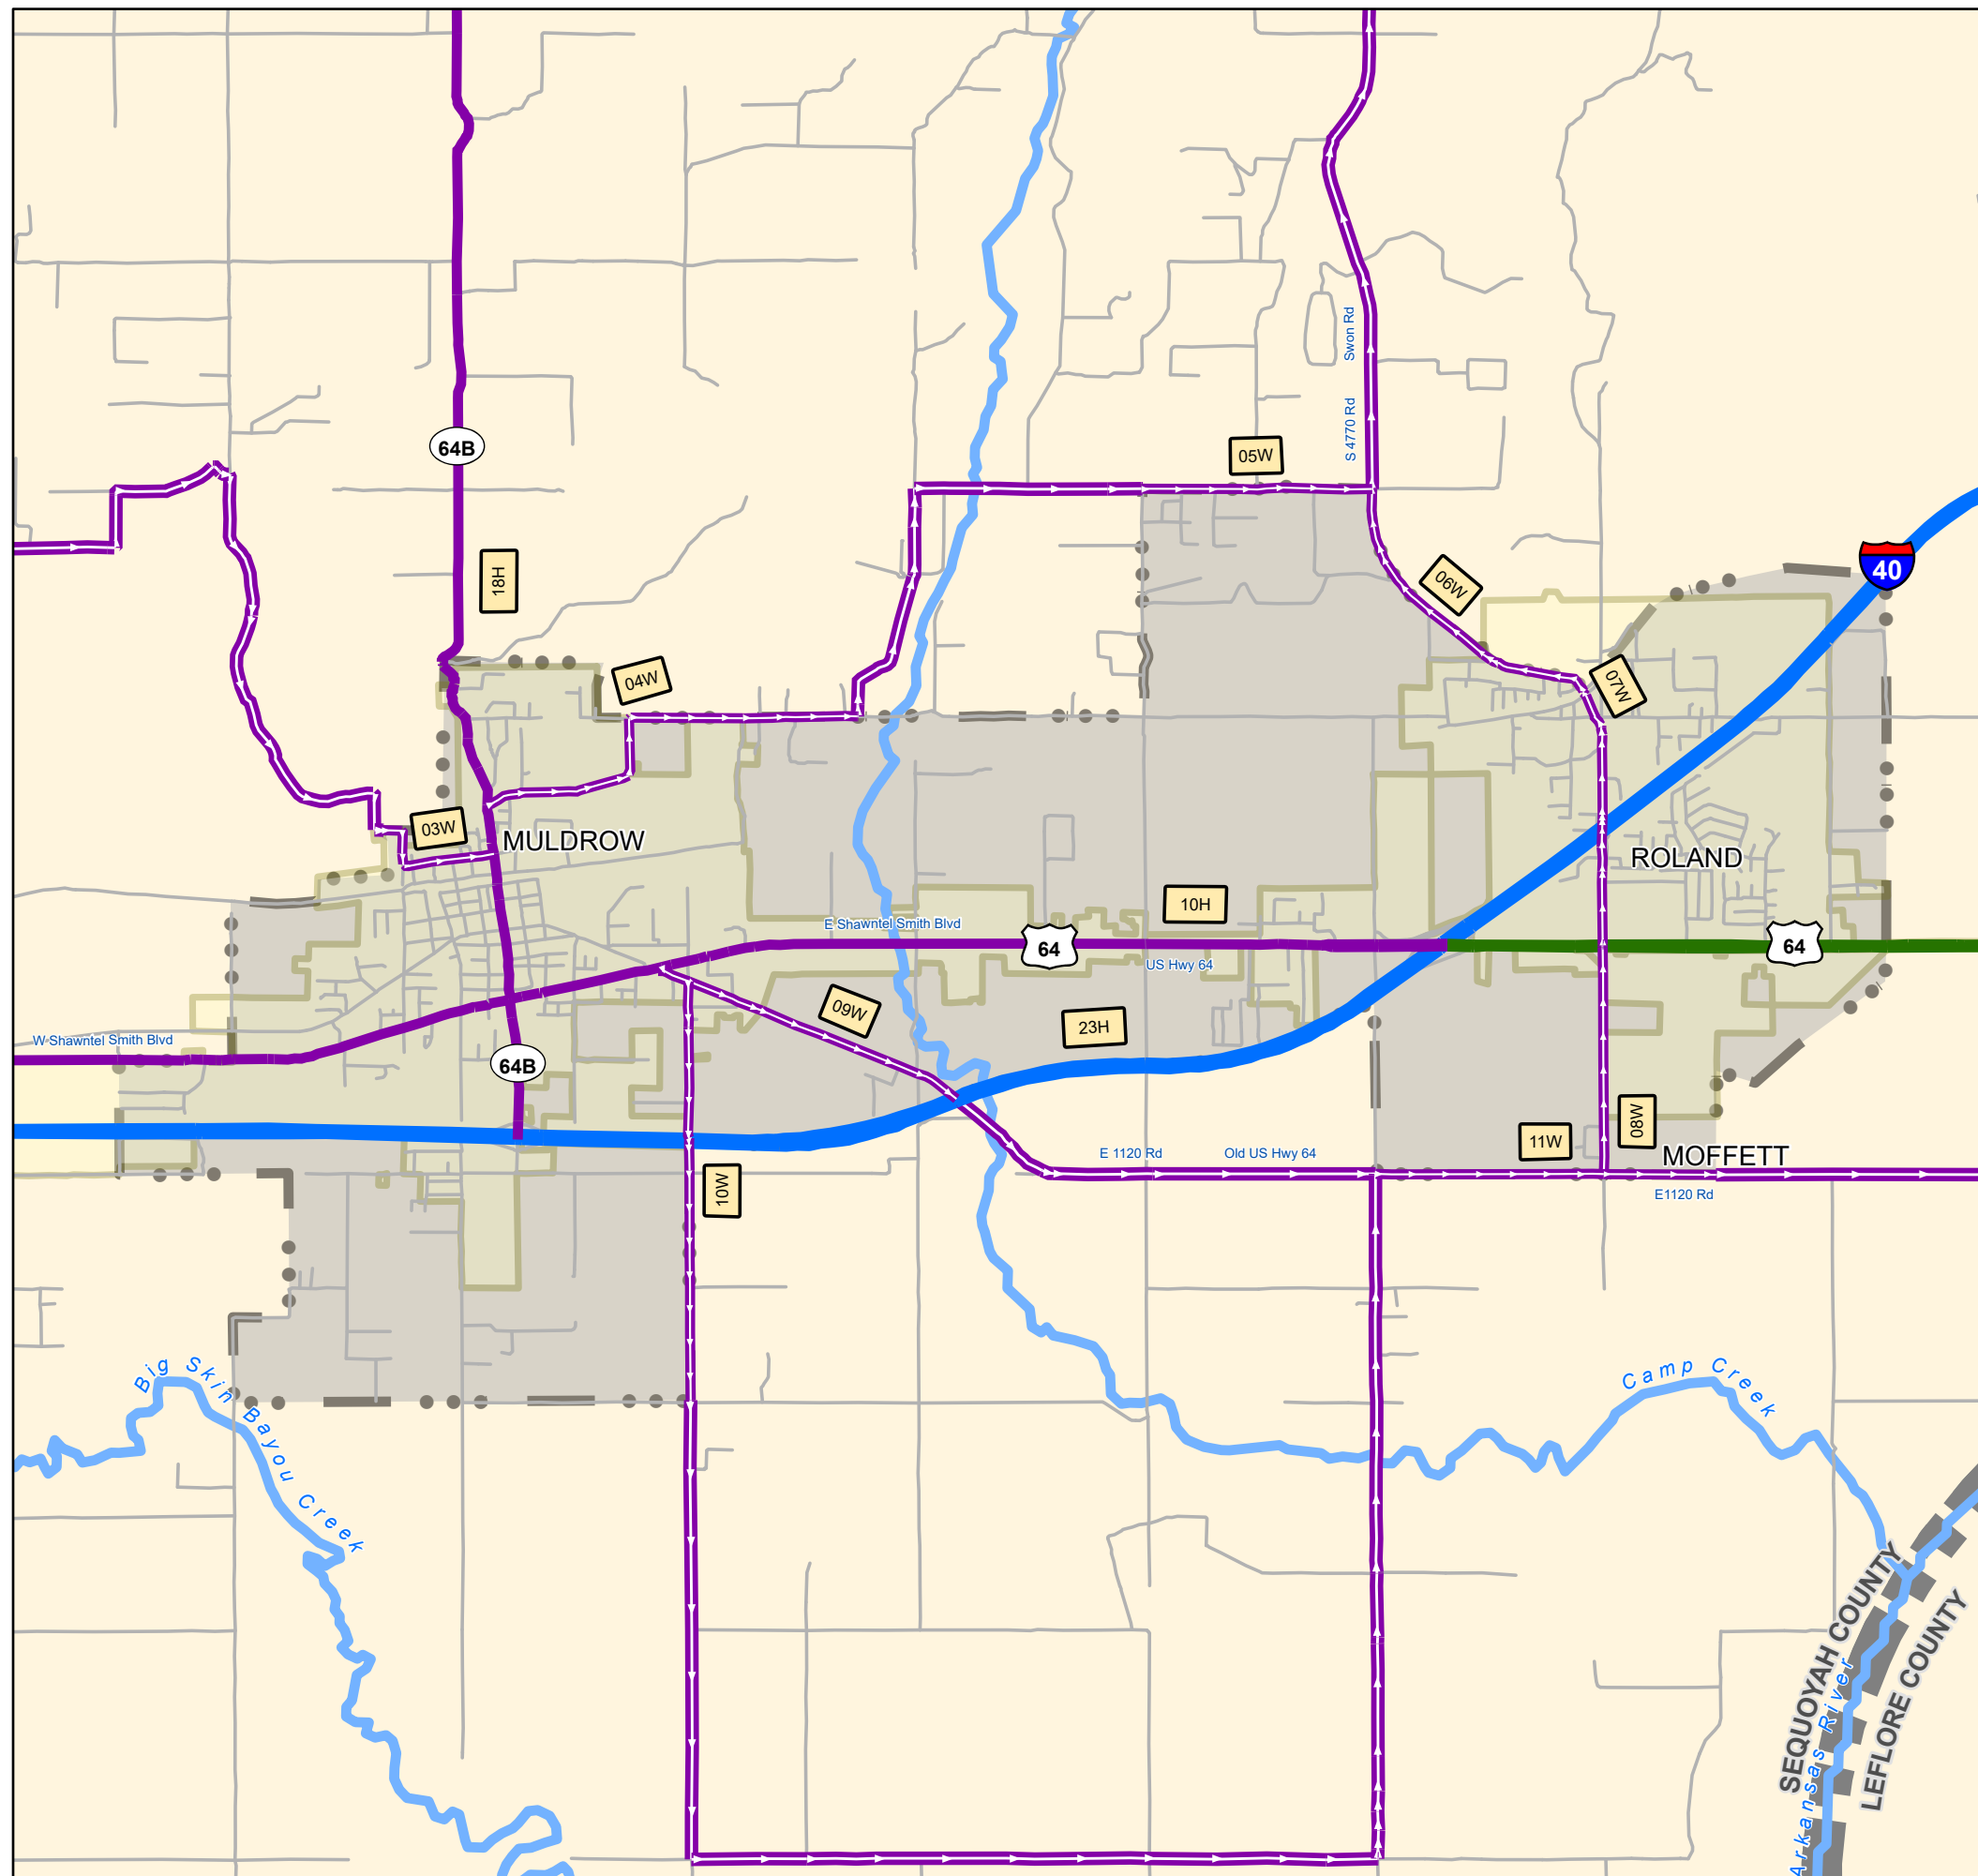 Swon Rd
S 4770 Rd
64B
05W
18H
40
06W
04W
07W
03W
MULDROW
ROLAND
10H
E Shawntel Smith Blvd
64
64
US Hwy 64
09W
23H
W Shawntel Smith Blvd
64B
08W
11W
E 1120 Rd
Old US Hwy 64
MOFFETT
10W
E1120 Rd
Big Skin Bayou Creek
Camp Creek
SEQUOYAH COUNTY
LEFLORE COUNTY
Arkansas River